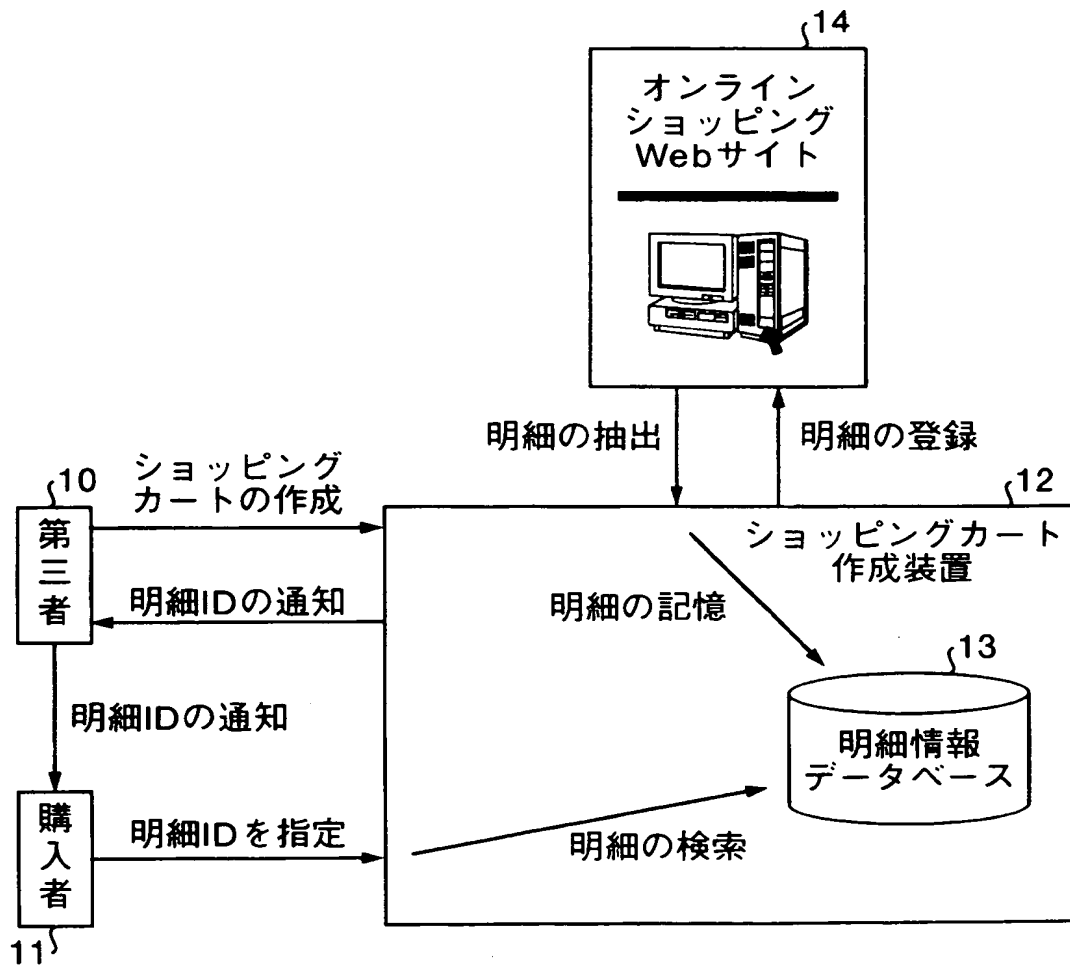 14
オンライン
ショッピング
Webサイト
明細の抽出
明細の登録
10
ショッピング
カートの作成
12
第三者
ショッピングカート
作成装置
明細IDの通知
明細の記憶
13
明細IDの通知
明細情報
データベース
購入者
明細IDを指定
明細の検索
11